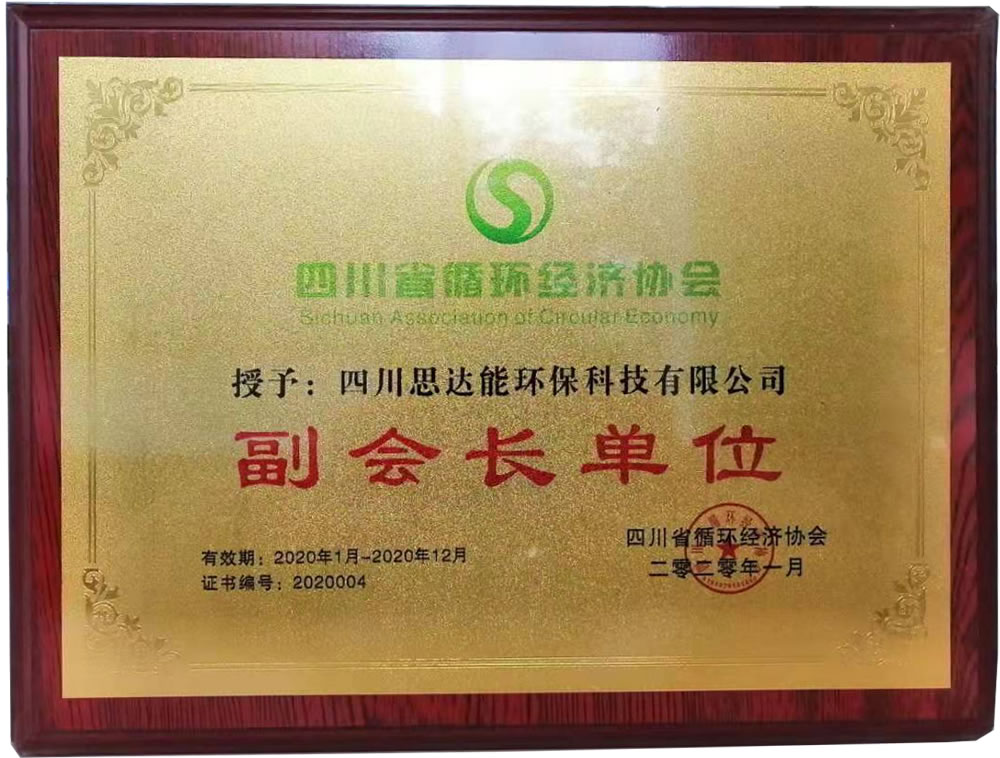 四川省循环经济协会
Sichuan Association of Circular Economy
授予：四川思达能环保科技有限公司
副会长单位
有效期：2020年1月-2020年12月
证书编号：2020004
四川省循环经济协会
二零二零年一月